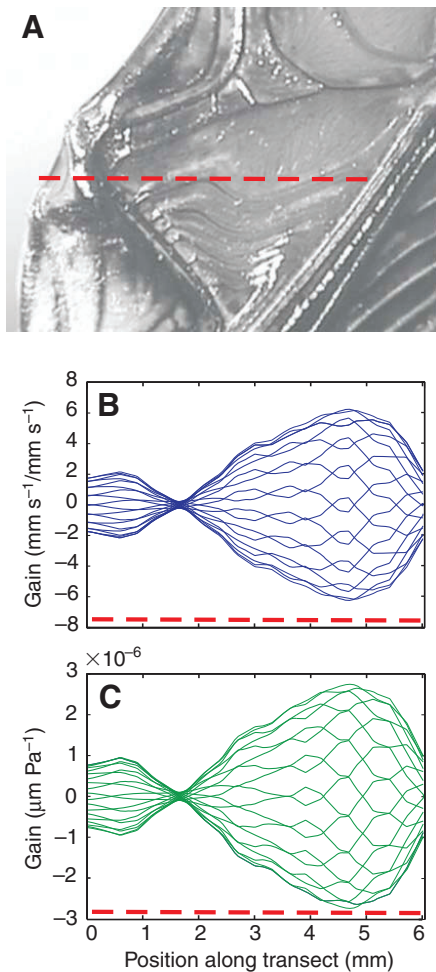 A
B
8
6
4
2
0
−2
−4
−6
−8
Gain (mm s⁻¹/mm s⁻¹)
×10⁻⁶
C
3
2
1
0
−1
−2
−3
Gain (μm Pa⁻¹)
0 1 2 3 4 5 6
Position along transect (mm)